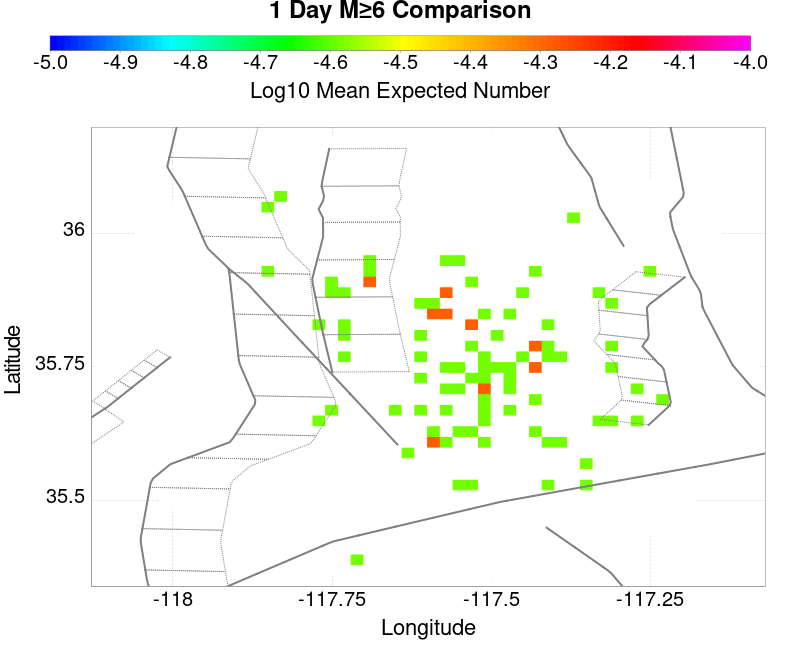 1 Day M≥6 Comparison
-5.0 -4.9 -4.8 -4.7 -4.6 -4.5 -4.4 -4.3 -4.2 -4.1 -4.0
Log10 Mean Expected Number
36
35.75
35.5
Latitude
-118 -117.75 -117.5 -117.25
Longitude